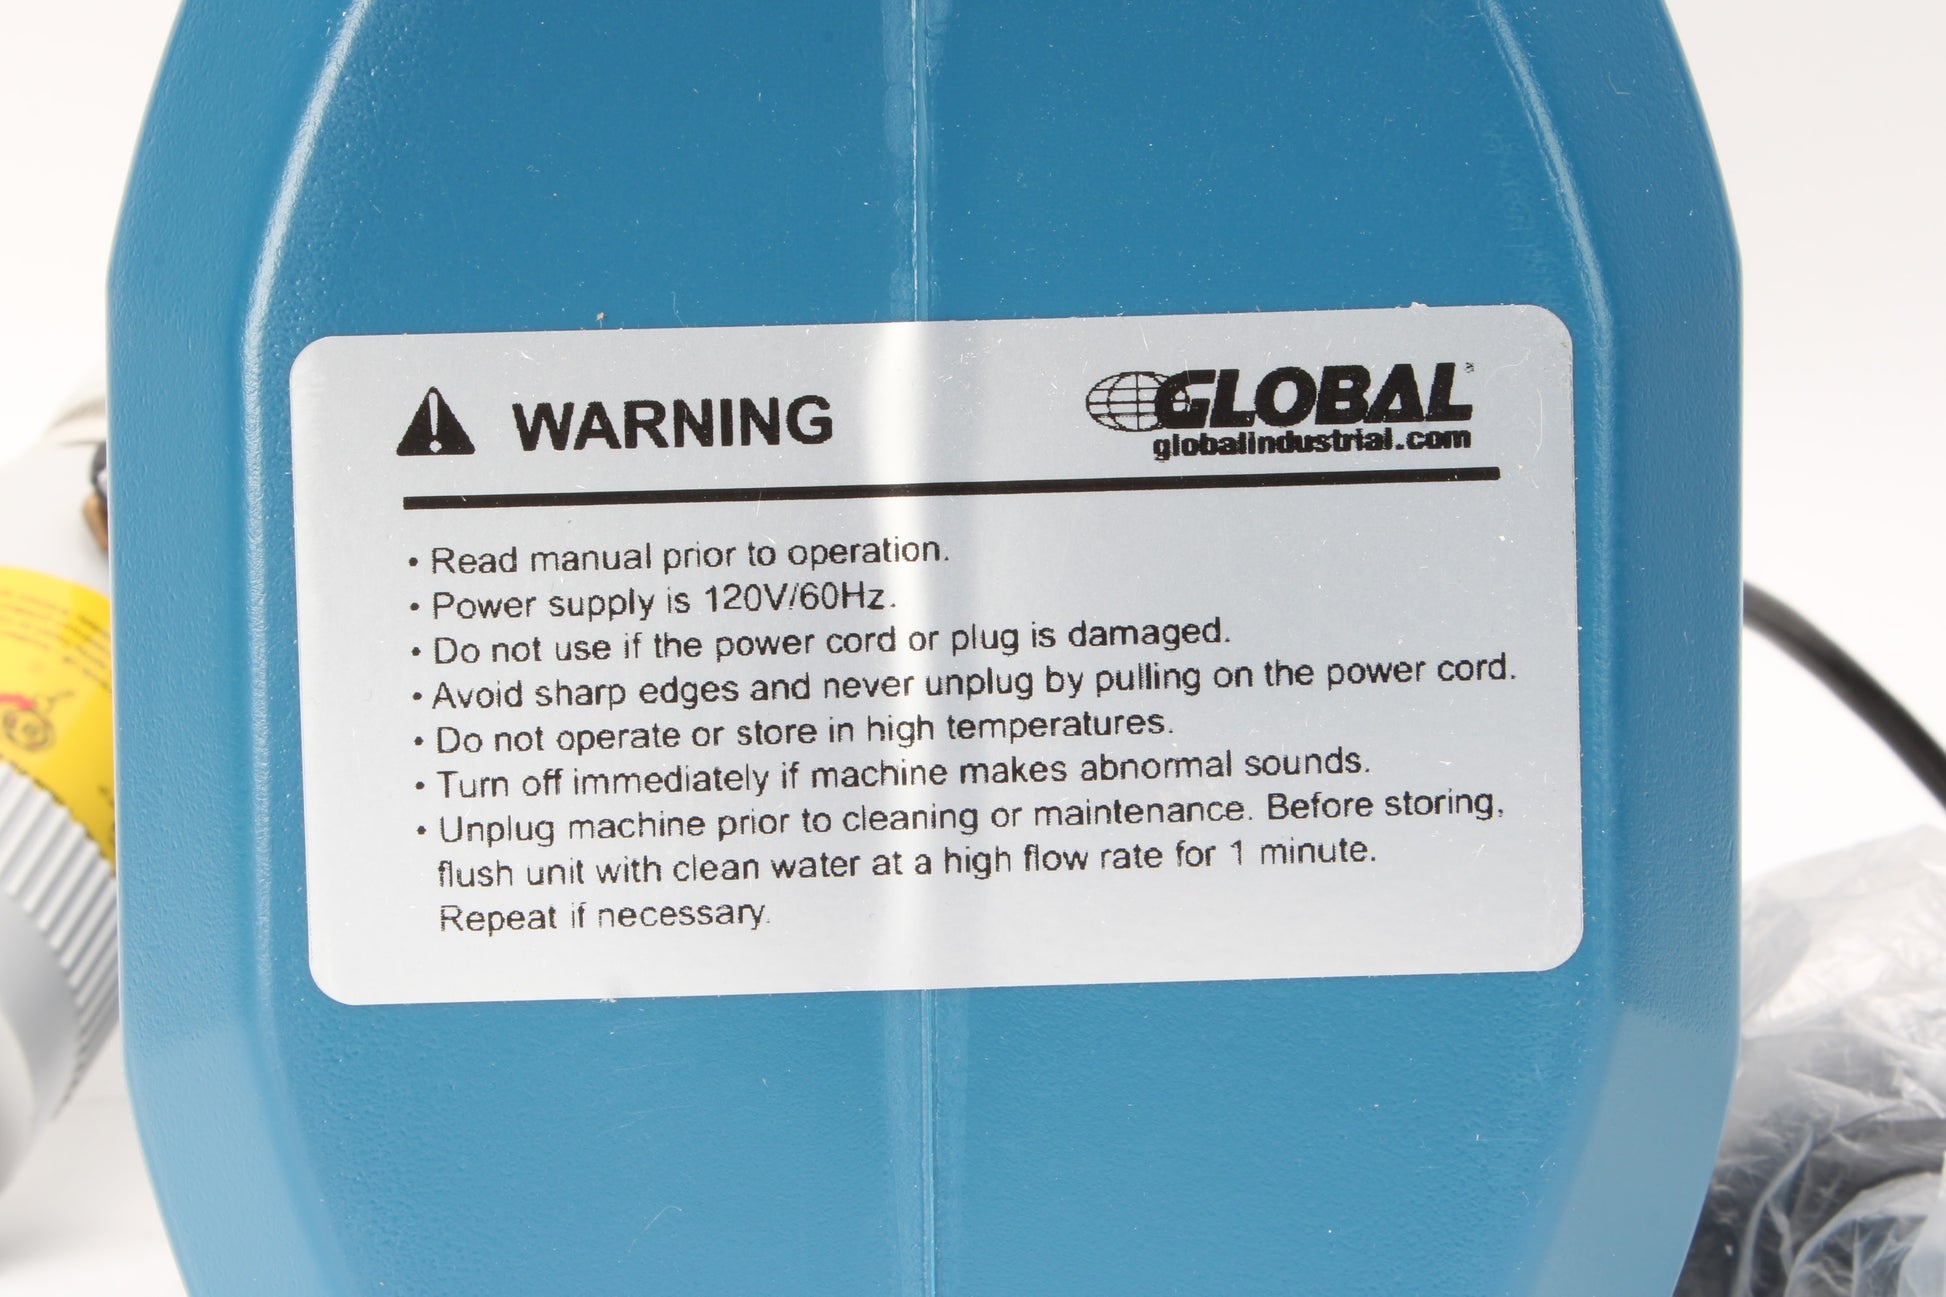 WARNING
GLOBAL®
globalindustrial.com
• Read manual prior to operation.
• Power supply is 120V/60Hz.
• Do not use if the power cord or plug is damaged.
• Avoid sharp edges and never unplug by pulling on the power cord.
• Do not operate or store in high temperatures.
• Turn off immediately if machine makes abnormal sounds.
• Unplug machine prior to cleaning or maintenance. Before storing,
flush unit with clean water at a high flow rate for 1 minute.
Repeat if necessary.